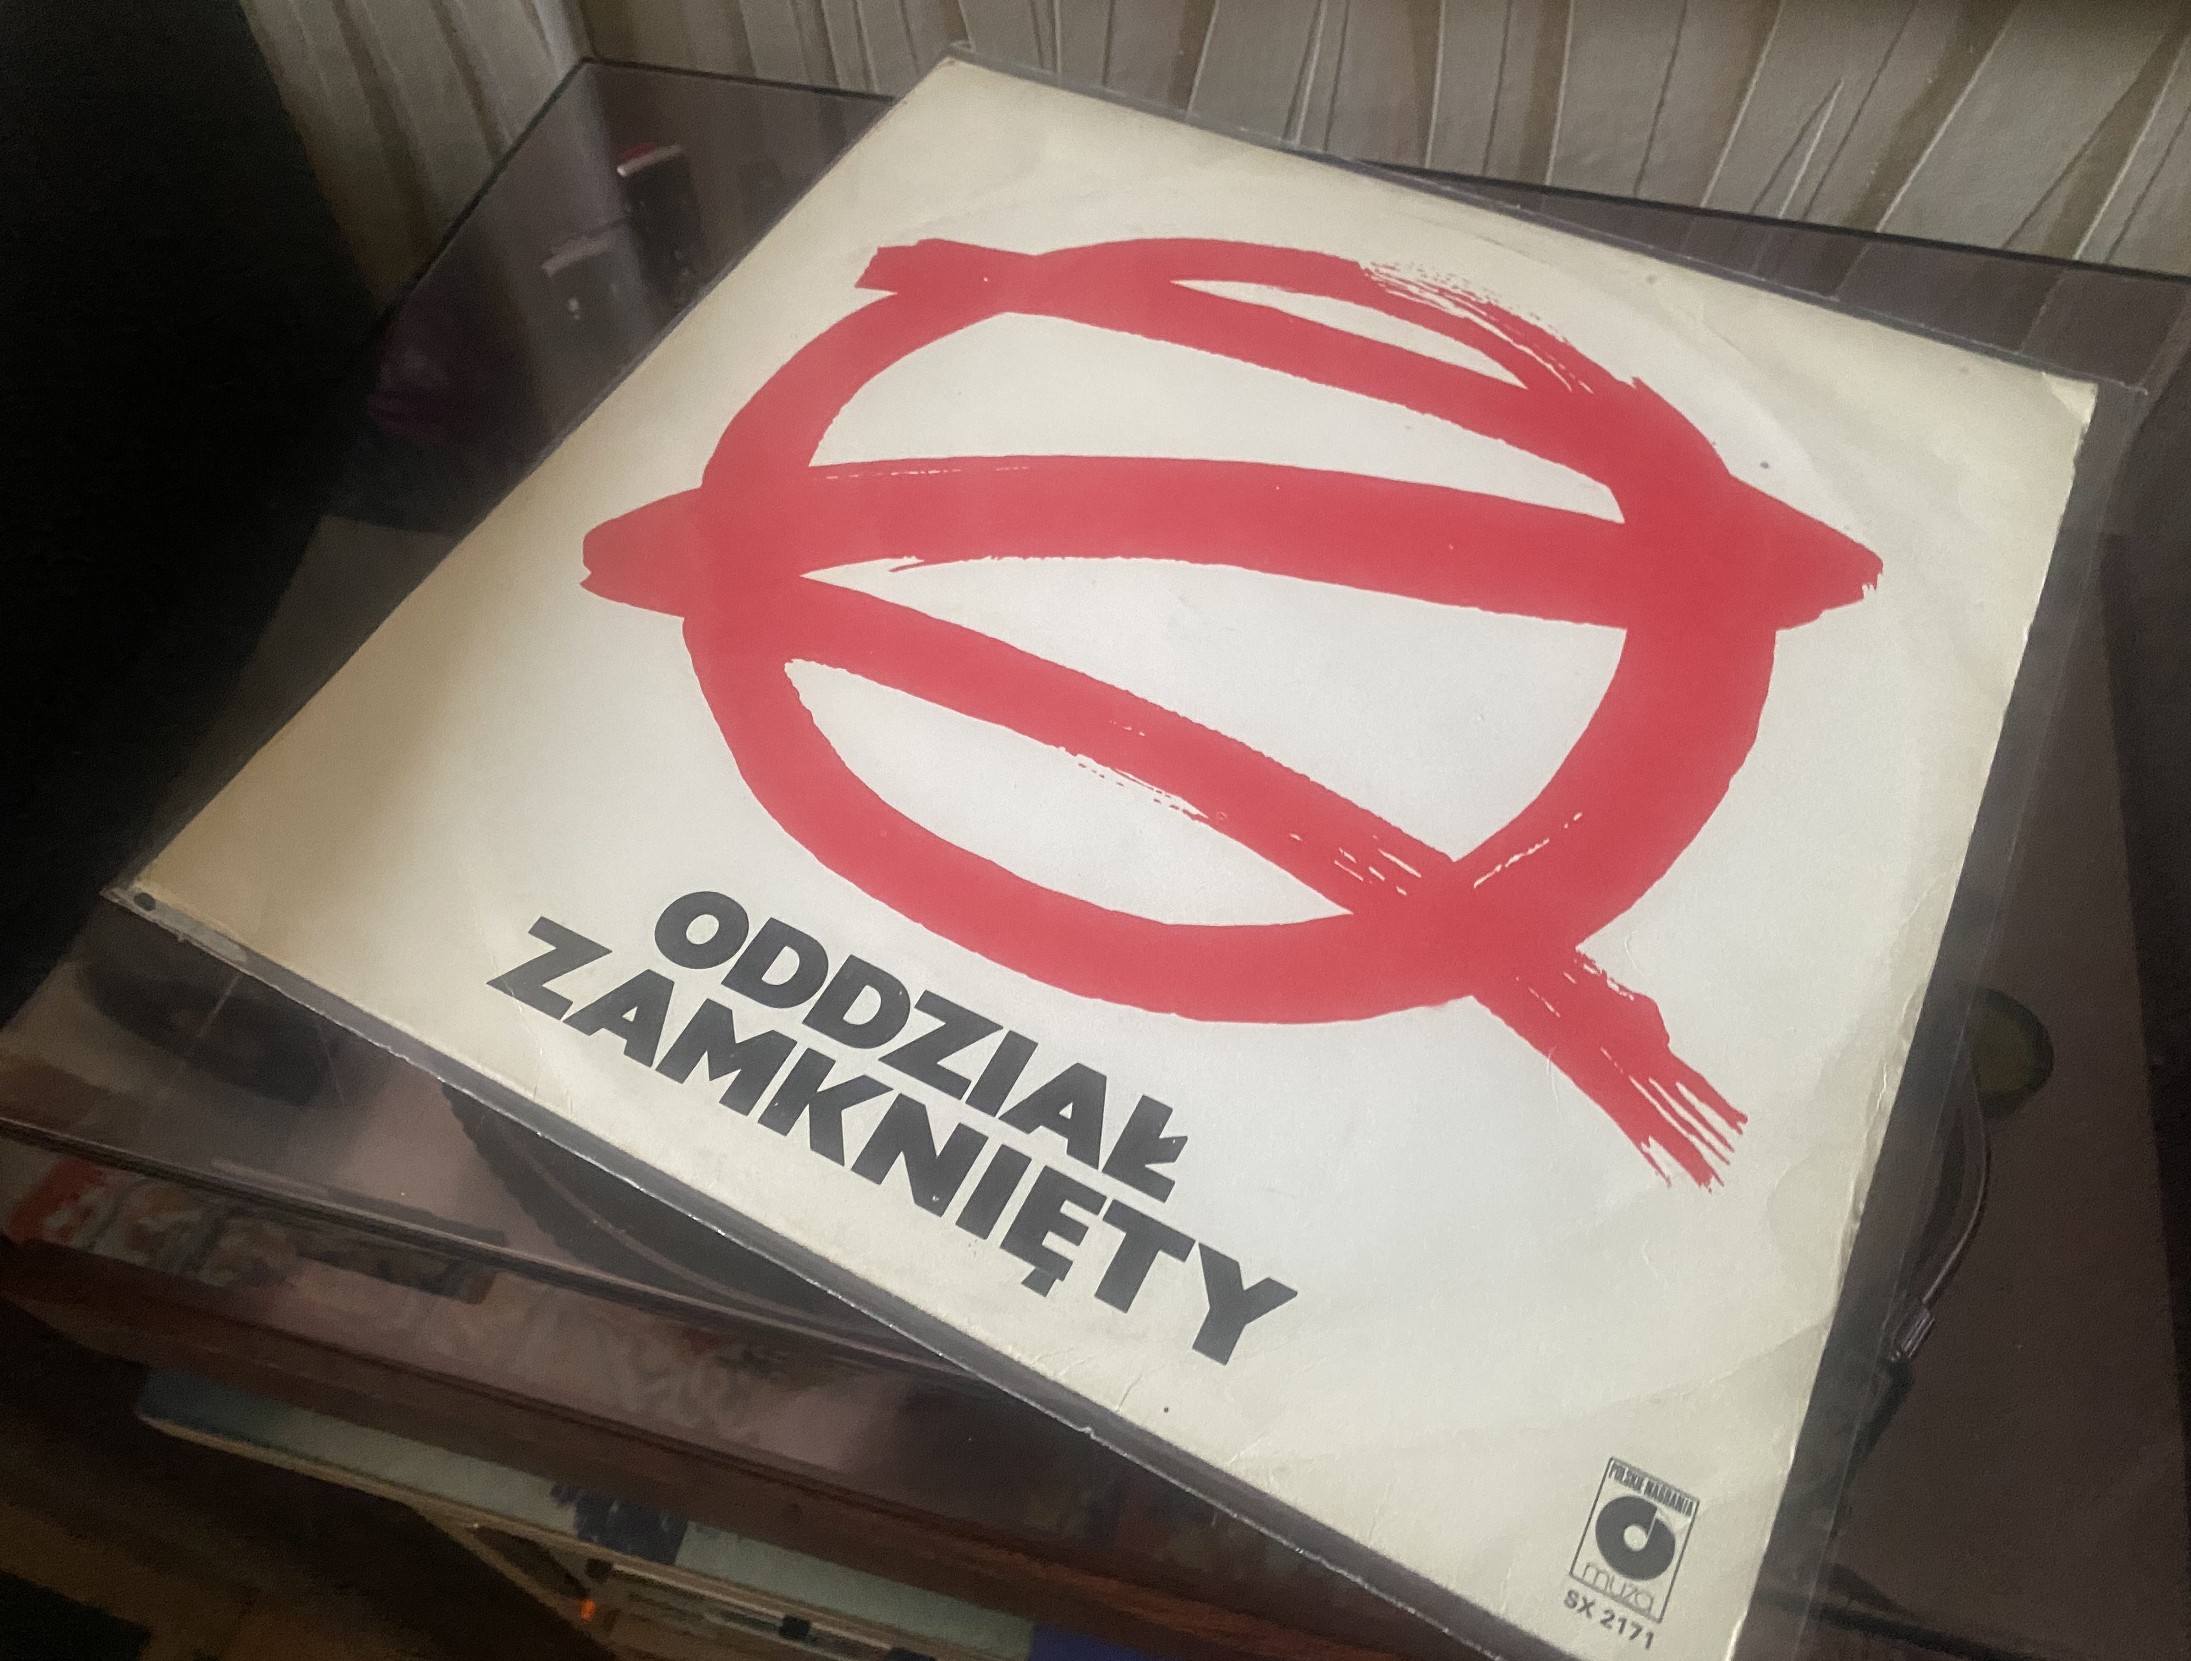 ODDZIAŁ
ZAMKNIĘTY
POLSKIE NAGRANIA
muza
SX 2171